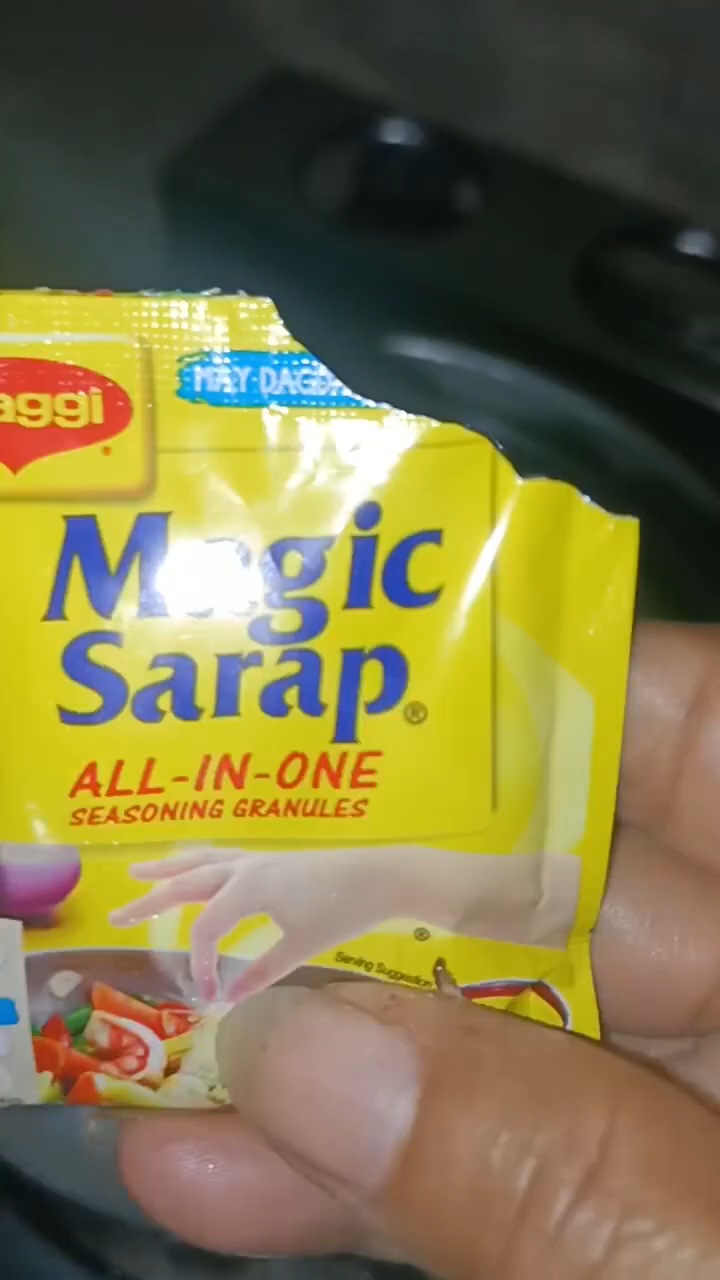 aggi
MAY DAGD
Magic
Sarap®
ALL-IN-ONE
SEASONING GRANULES
®
Serving Suggestion